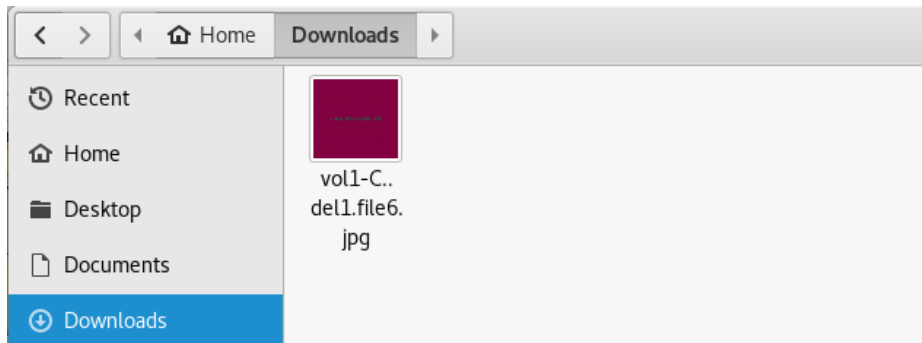 Home Downloads
Recent
Home
Desktop
Documents
Downloads
vol1-C..
del1.file6.
jpg